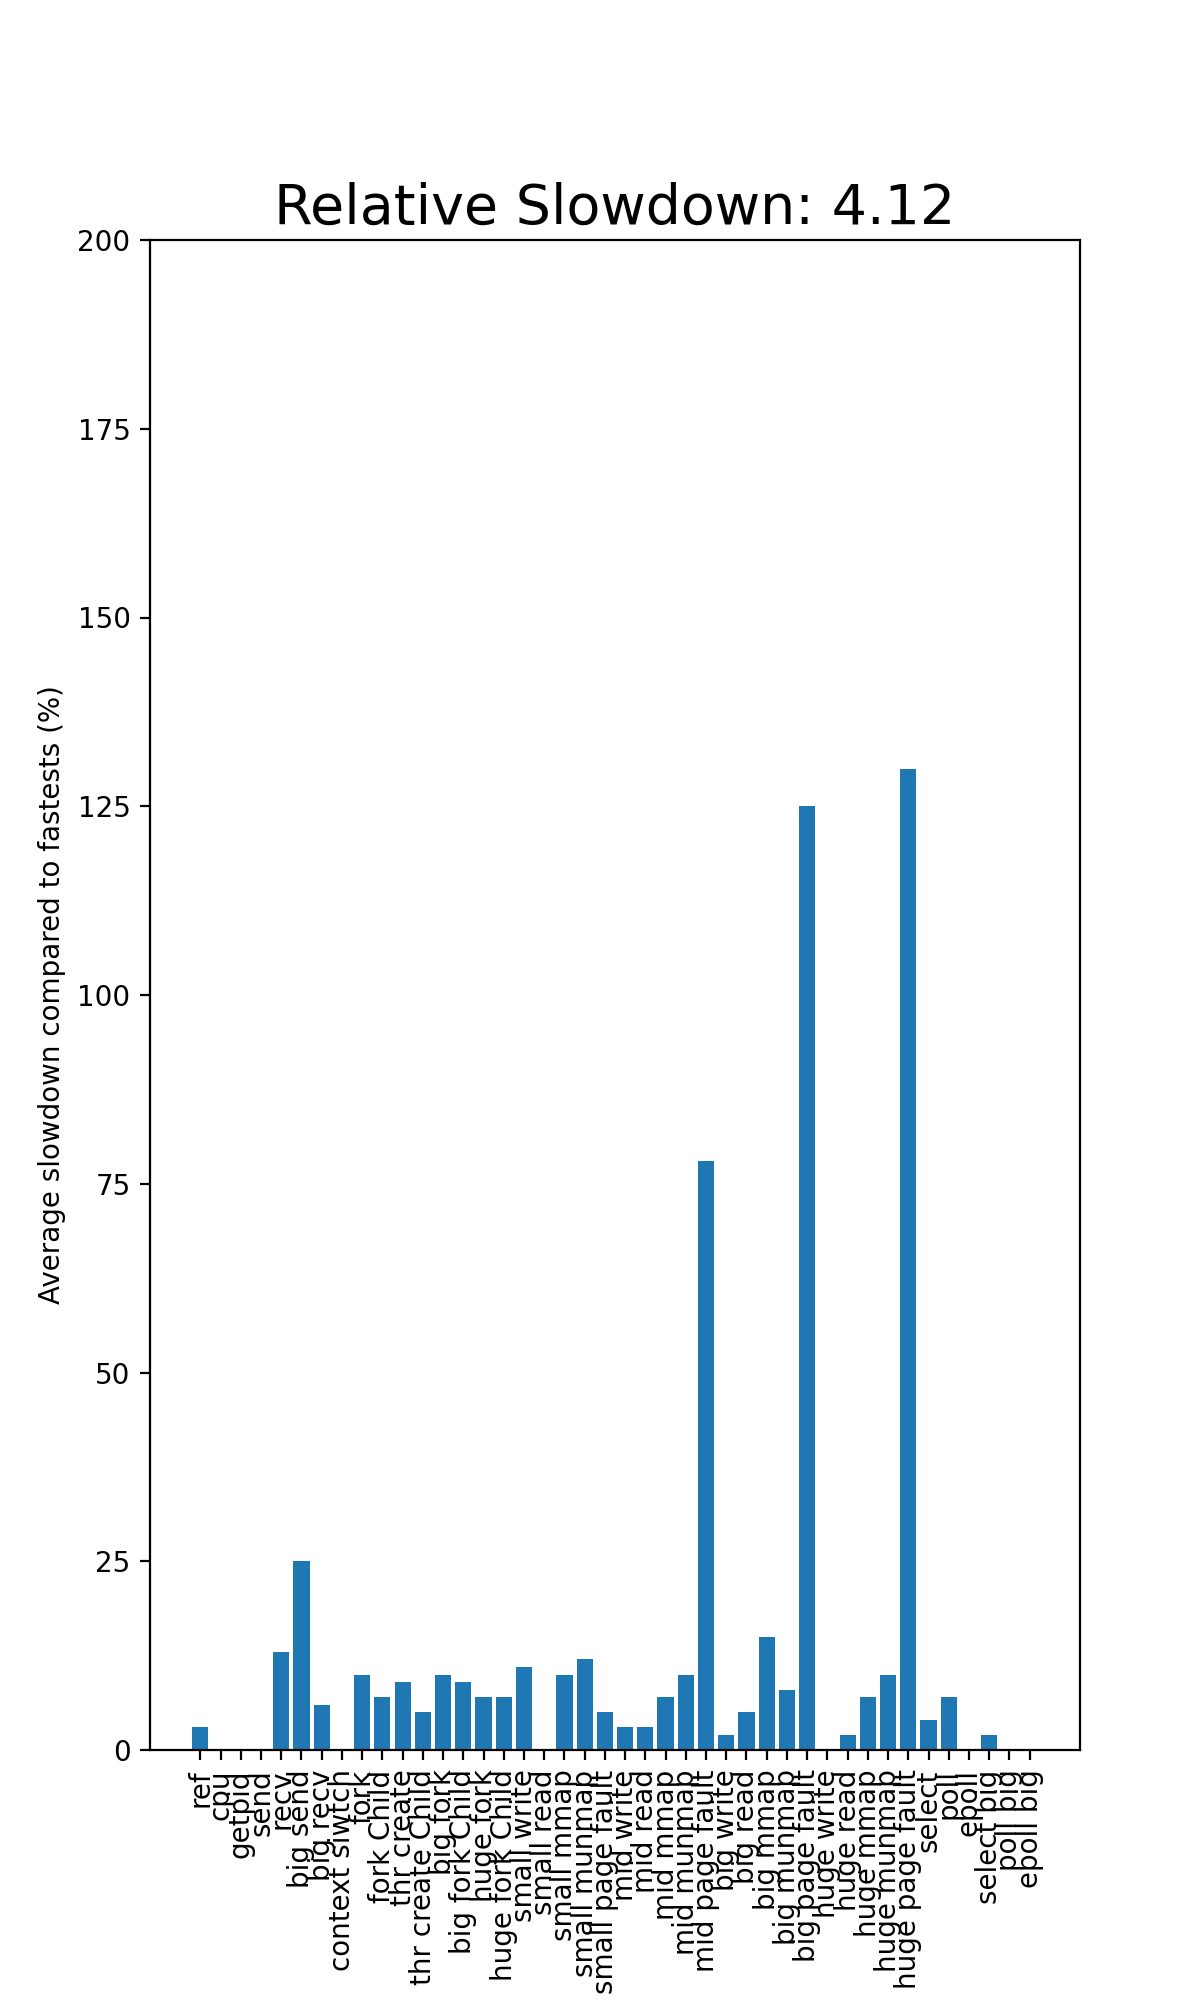 Relative Slowdown: 4.12
Average slowdown compared to fastests (%)
200
175
150
125
100
75
50
25
0
ref
cpu
getpid
send
recv
big send
big recv
context siwtch
fork
fork Child
thr create
thr create Child
big fork
big fork Child
huge fork
huge fork Child
small write
small read
small mmap
small munmap
small page fault
mid write
mid read
mid mmap
mid munmap
mid page fault
big write
big read
big mmap
big munmap
big page fault
huge write
huge read
huge mmap
huge munmap
huge page fault
select
poll
epoll
select big
poll big
epoll big